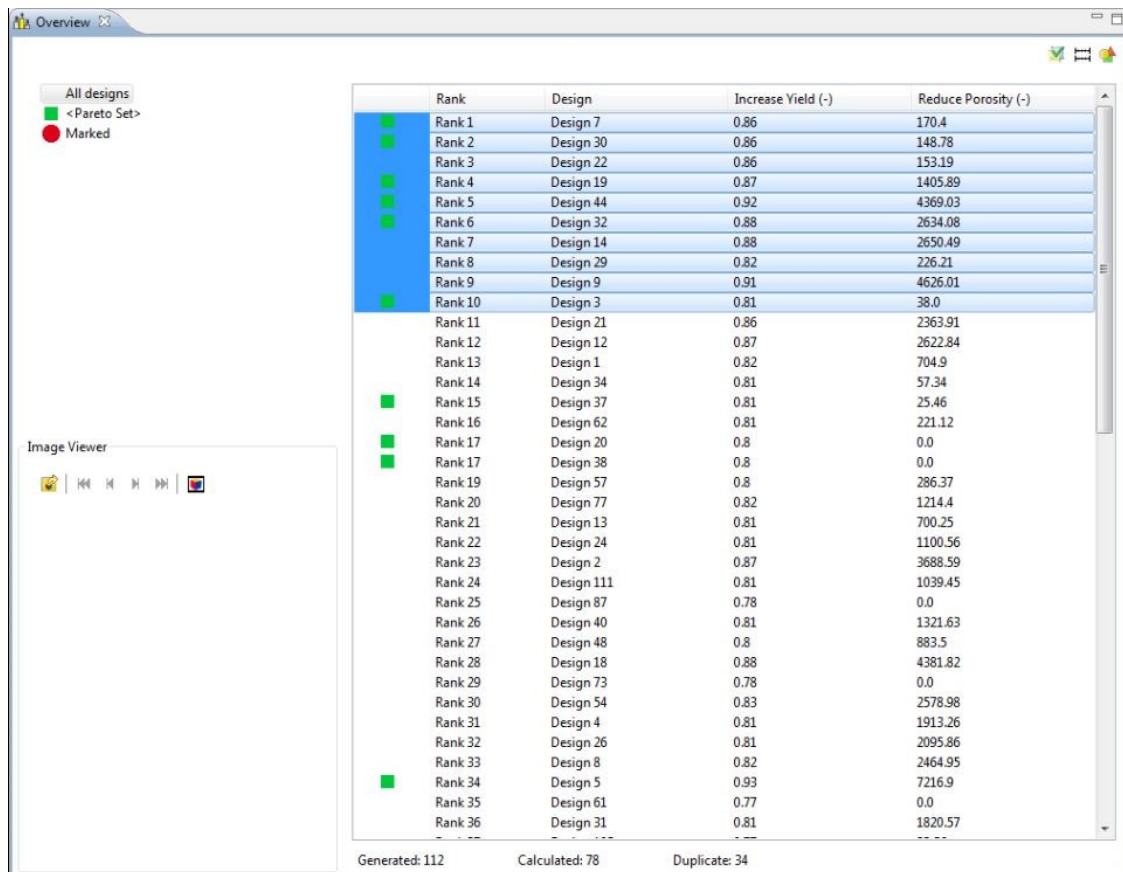 Overview
All designs
<Pareto Set>
Marked
Rank Design Increase Yield (-) Reduce Porosity (-)
Rank 1 Design 7 0.86 170.4
Rank 2 Design 30 0.86 148.78
Rank 3 Design 22 0.86 153.19
Rank 4 Design 19 0.87 1405.89
Rank 5 Design 44 0.92 4369.03
Rank 6 Design 32 0.88 2634.08
Rank 7 Design 14 0.88 2650.49
Rank 8 Design 29 0.82 226.21
Rank 9 Design 9 0.91 4626.01
Rank 10 Design 3 0.81 38.0
Rank 11 Design 21 0.86 2363.91
Rank 12 Design 12 0.87 2622.84
Rank 13 Design 1 0.82 704.9
Rank 14 Design 34 0.81 57.34
Rank 15 Design 37 0.81 25.46
Rank 16 Design 62 0.81 221.12
Rank 17 Design 20 0.8 0.0
Rank 17 Design 38 0.8 0.0
Rank 19 Design 57 0.8 286.37
Rank 20 Design 77 0.82 1214.4
Rank 21 Design 13 0.81 700.25
Rank 22 Design 24 0.81 1100.56
Rank 23 Design 2 0.87 3688.59
Rank 24 Design 111 0.81 1039.45
Rank 25 Design 87 0.78 0.0
Rank 26 Design 40 0.81 1321.63
Rank 27 Design 48 0.8 883.5
Rank 28 Design 18 0.88 4381.82
Rank 29 Design 73 0.78 0.0
Rank 30 Design 54 0.83 2578.98
Rank 31 Design 4 0.81 1913.26
Rank 32 Design 26 0.81 2095.86
Rank 33 Design 8 0.82 2464.95
Rank 34 Design 5 0.93 7216.9
Rank 35 Design 61 0.77 0.0
Rank 36 Design 31 0.81 1820.57
Image Viewer
Generated: 112 Calculated: 78 Duplicate: 34